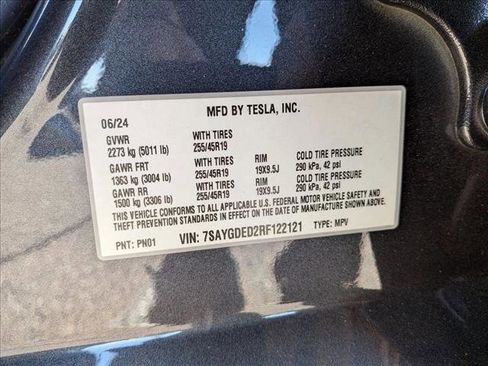 MFD BY TESLA, INC.
06/24
GVWR WITH TIRES
2273 kg (5011 lb) 255/45R19
GAWR FRT WITH TIRES RIM COLD TIRE PRESSURE
1363 kg (3004 lb) 255/45R19 19X9.5J 290 kPa, 42 psi
GAWR RR WITH TIRES RIM COLD TIRE PRESSURE
1500 kg (3306 lb) 255/45R19 19X9.5J 290 kPa, 42 psi
THIS VEHICLE CONFORMS TO ALL APPLICABLE U.S. FEDERAL MOTOR VEHICLE SAFETY AND
THEFT PREVENTION STANDARDS IN EFFECT ON THE DATE OF MANUFACTURE SHOWN ABOVE.
PNT: PN01 VIN: 7SAYGDED2RF122121 TYPE: MPV